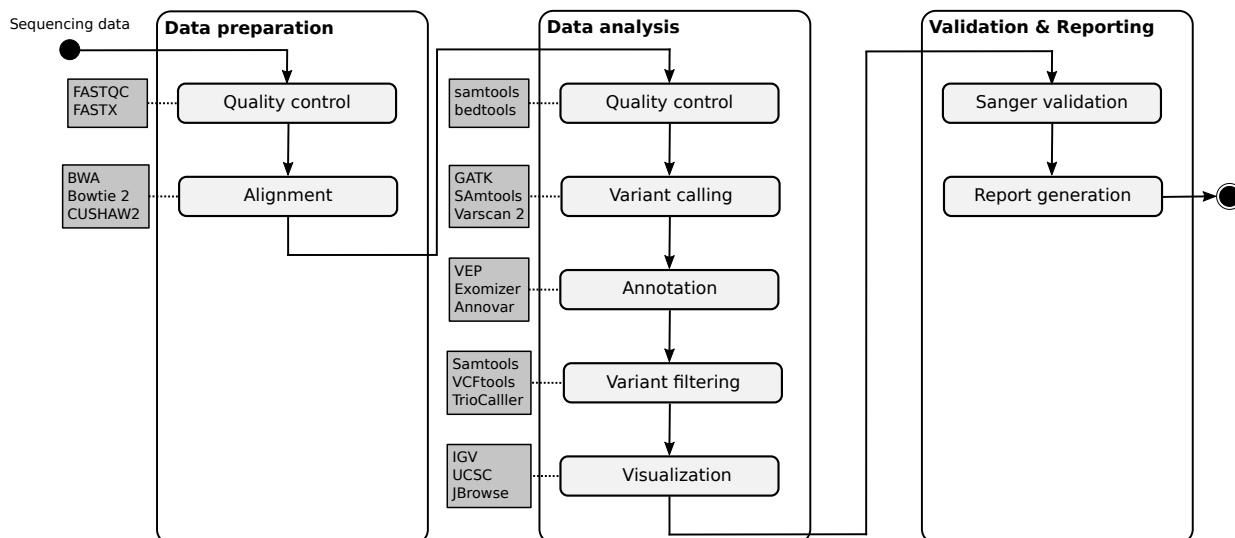 Sequencing data
Data preparation
FASTQC
FASTX
Quality control
BWA
Bowtie 2
CUSHAW2
Alignment
Data analysis
samtools
bedtools
Quality control
GATK
SAmtools
Varscan 2
Variant calling
VEP
Exomizer
Annovar
Annotation
Samtools
VCFtools
TrioCalller
Variant filtering
IGV
UCSC
JBrowse
Visualization
Validation & Reporting
Sanger validation
Report generation